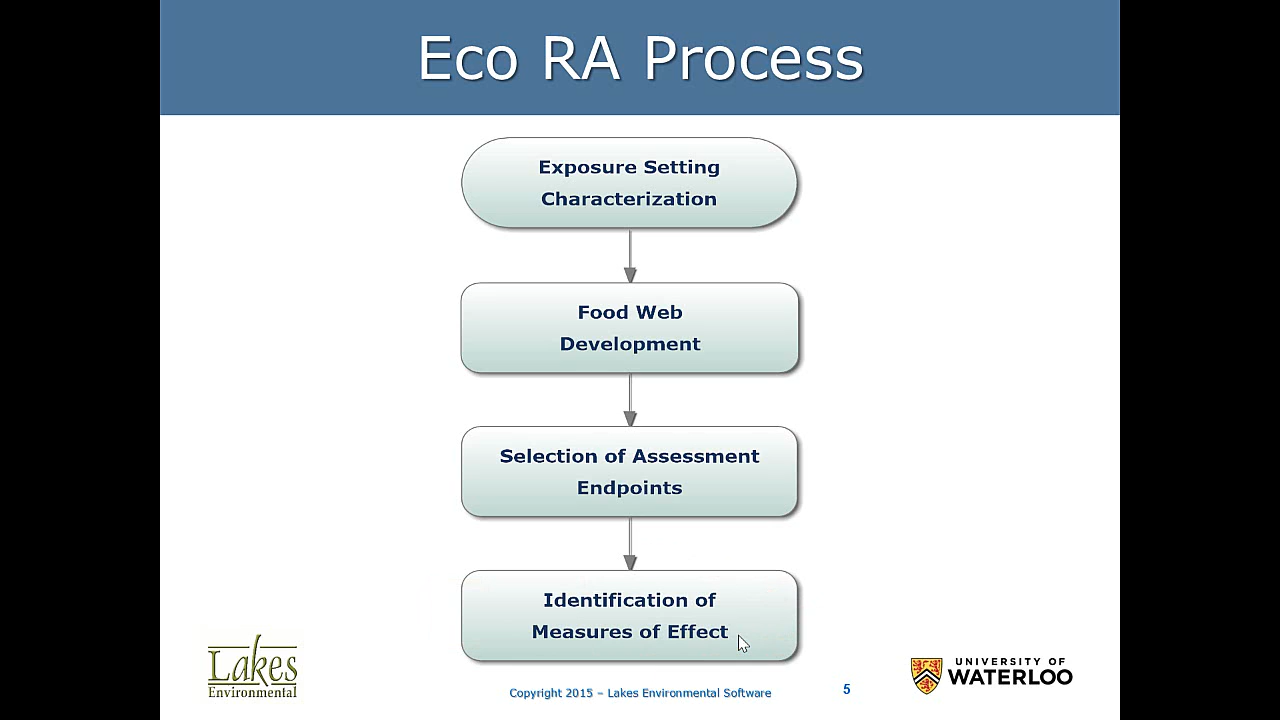 Eco RA Process
Exposure Setting
Characterization
Food Web
Development
Selection of Assessment
Endpoints
Identification of
Measures of Effect
Lakes
Environmental
Copyright 2015 – Lakes Environmental Software
5
UNIVERSITY OF
WATERLOO